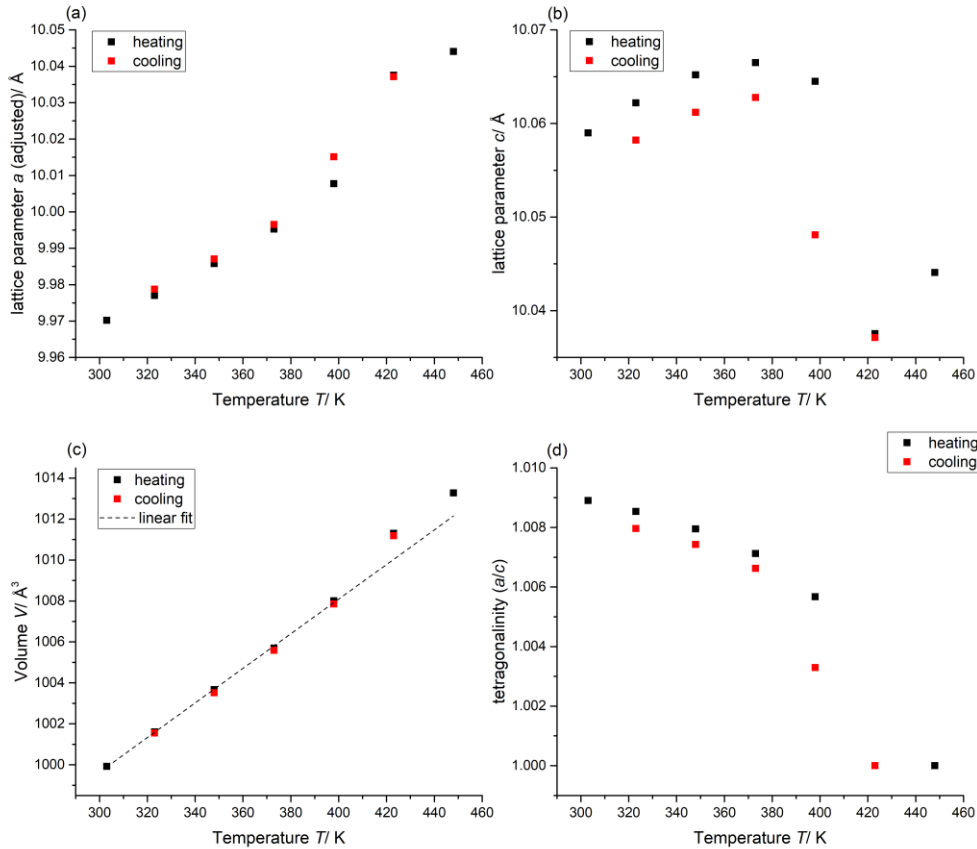 (a)
heating
cooling
lattice parameter a (adjusted)/ Å
10.05
10.04
10.03
10.02
10.01
10.00
9.99
9.98
9.97
9.96
300 320 340 360 380 400 420 440 460
Temperature T/ K
(b)
heating
cooling
lattice parameter c/ Å
10.07
10.06
10.05
10.04
300 320 340 360 380 400 420 440 460
Temperature T/ K
(c)
heating
cooling
linear fit
Volume V/ Å³
1014
1012
1010
1008
1006
1004
1002
1000
300 320 340 360 380 400 420 440 460
Temperature T/ K
(d)
heating
cooling
tetragonalinity (a/c)
1.010
1.008
1.006
1.004
1.002
1.000
300 320 340 360 380 400 420 440 460
Temperature T/ K